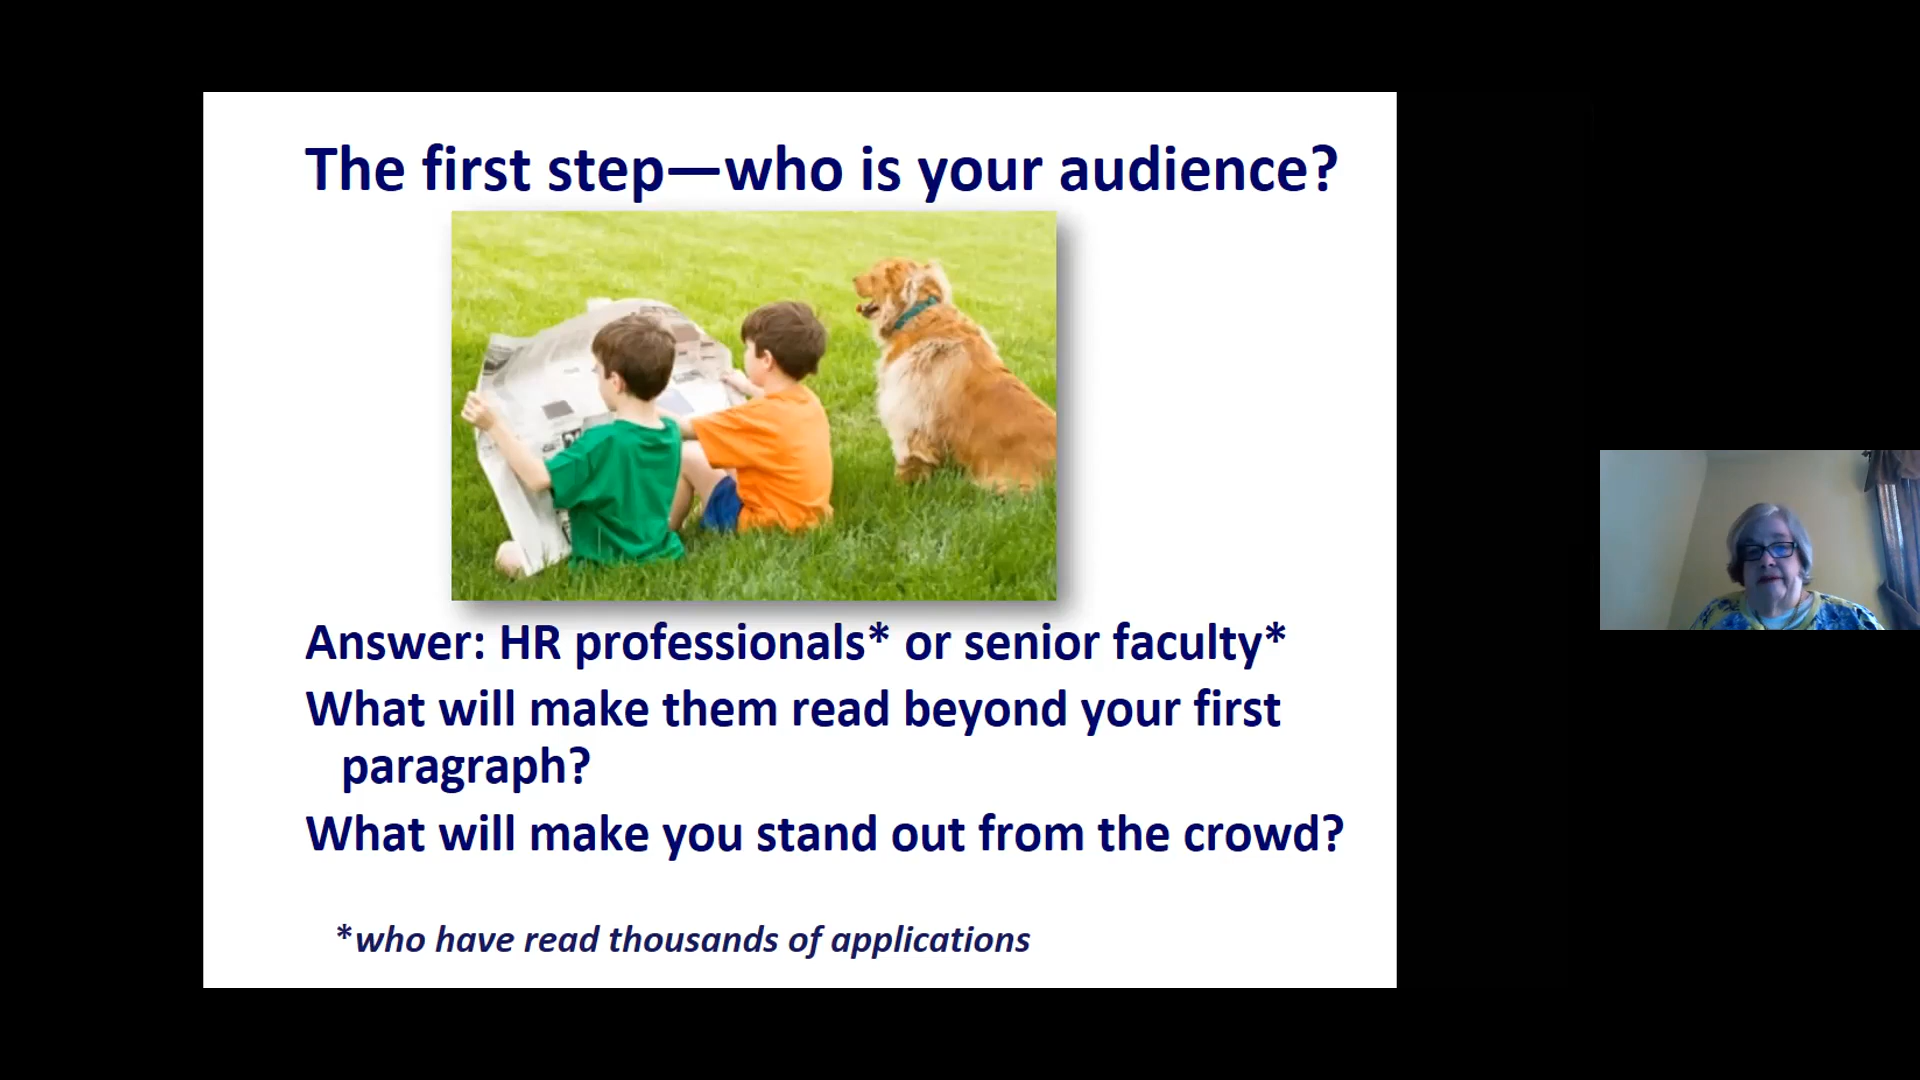 The first step—who is your audience?
Answer: HR professionals* or senior faculty*
What will make them read beyond your first
paragraph?
What will make you stand out from the crowd?
*who have read thousands of applications